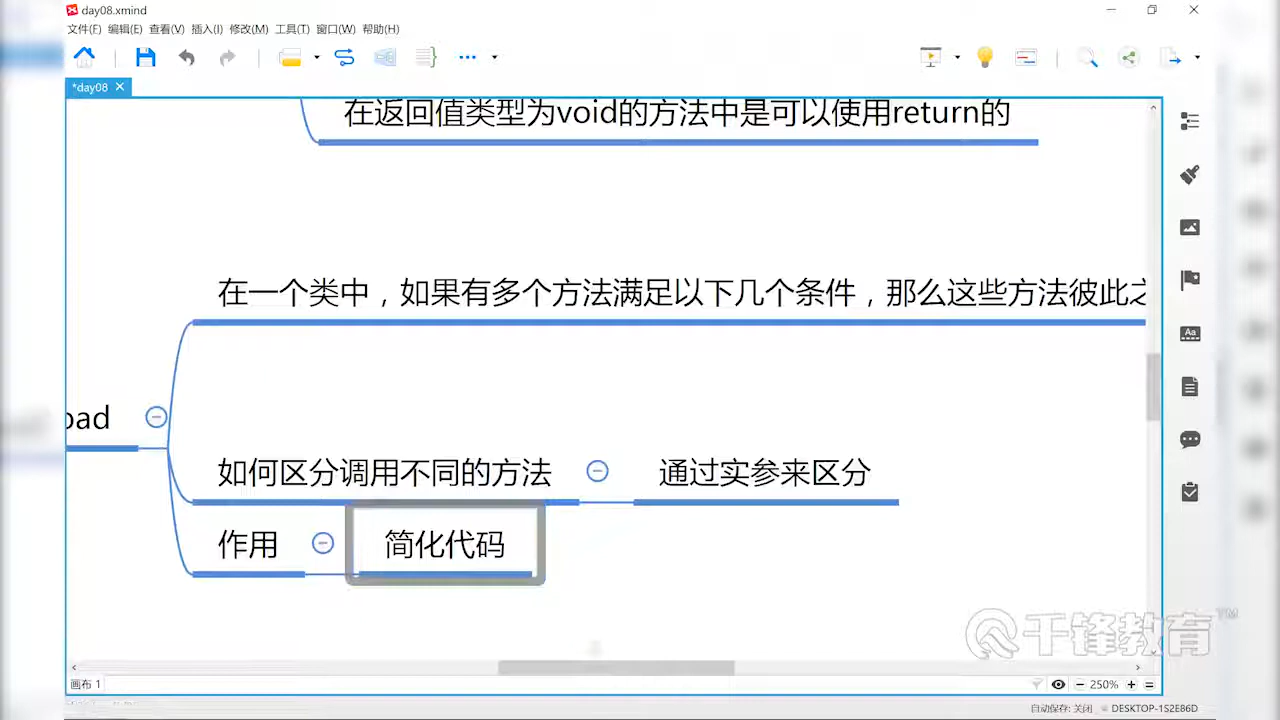 day08.xmind
文件(F) 编辑(E) 查看(V) 插入(I) 修改(M) 工具(T) 窗口(W) 帮助(H)
*day08
在返回值类型为void的方法中是可以使用return的
在一个类中，如果有多个方法满足以下几个条件，那么这些方法彼此之
oad
如何区分调用不同的方法
通过实参来区分
作用
简化代码
千锋教育™
画布 1
250%
自动保存: 关闭
DESKTOP-1S2E86D